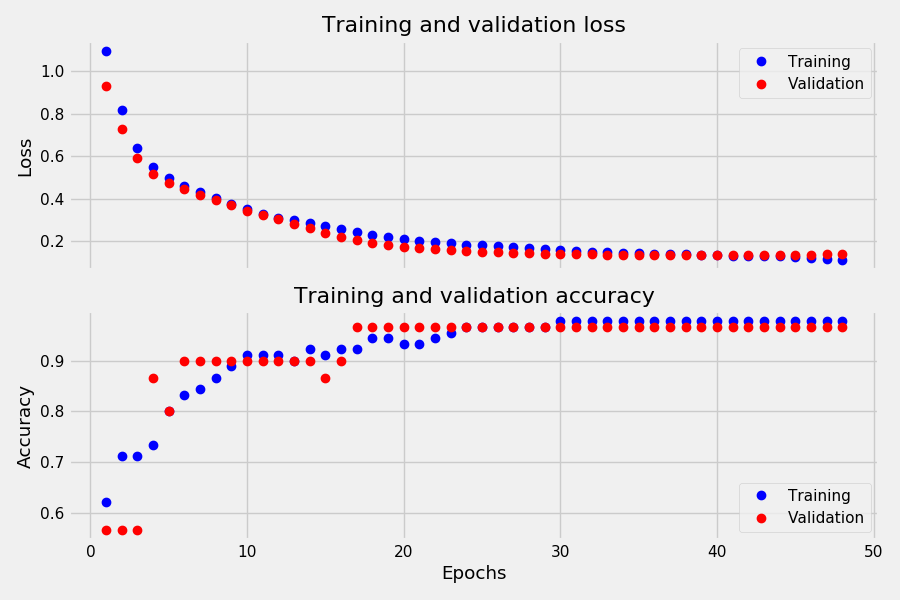 Training and validation loss
1.0
0.8
0.6
0.4
0.2
Loss
Training
Validation
Training and validation accuracy
0.9
0.8
0.7
0.6
Accuracy
Training
Validation
0
10
20
30
40
50
Epochs